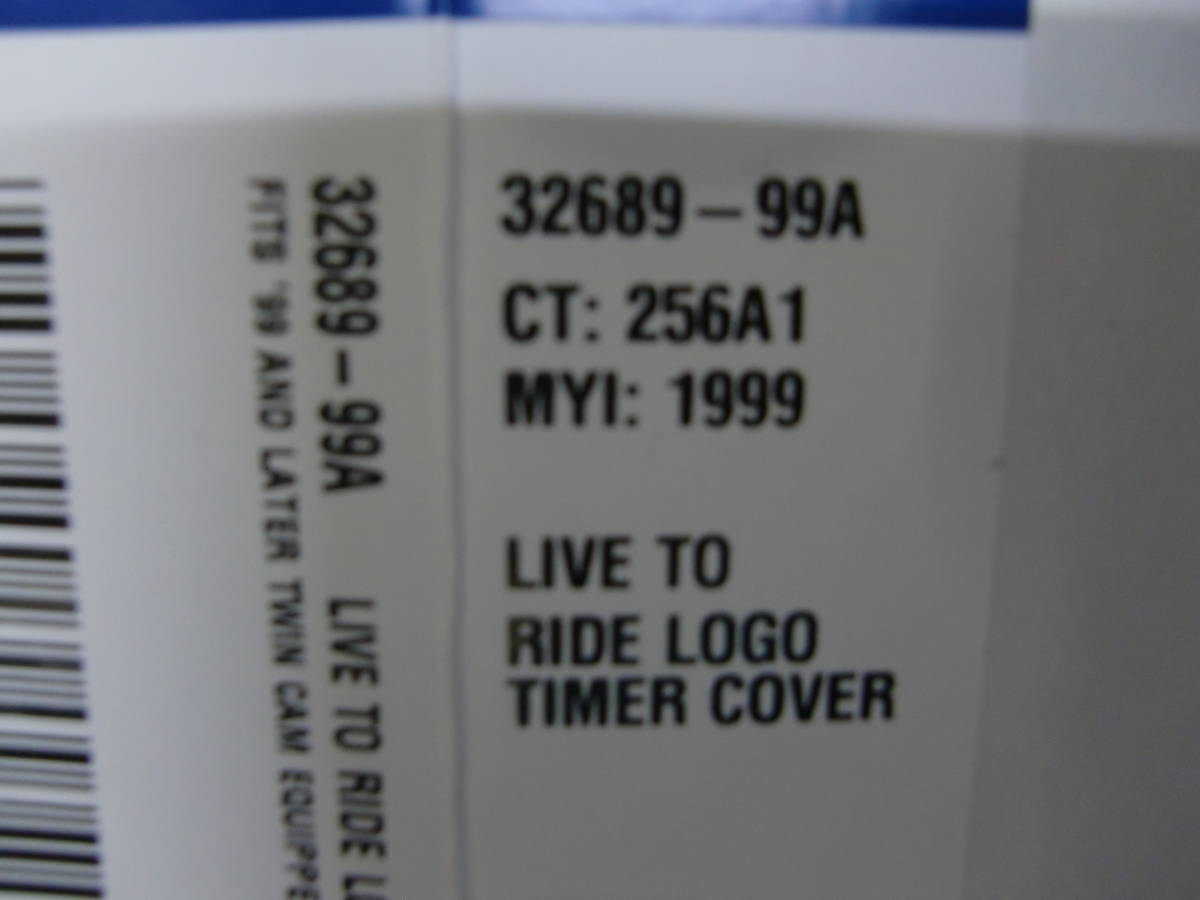 32689-99A
CT: 256A1
MYI: 1999
LIVE TO
RIDE LOGO
TIMER COVER
32689-99A LIVE TO RIDE
FITS '99 AND LATER TWIN CAM